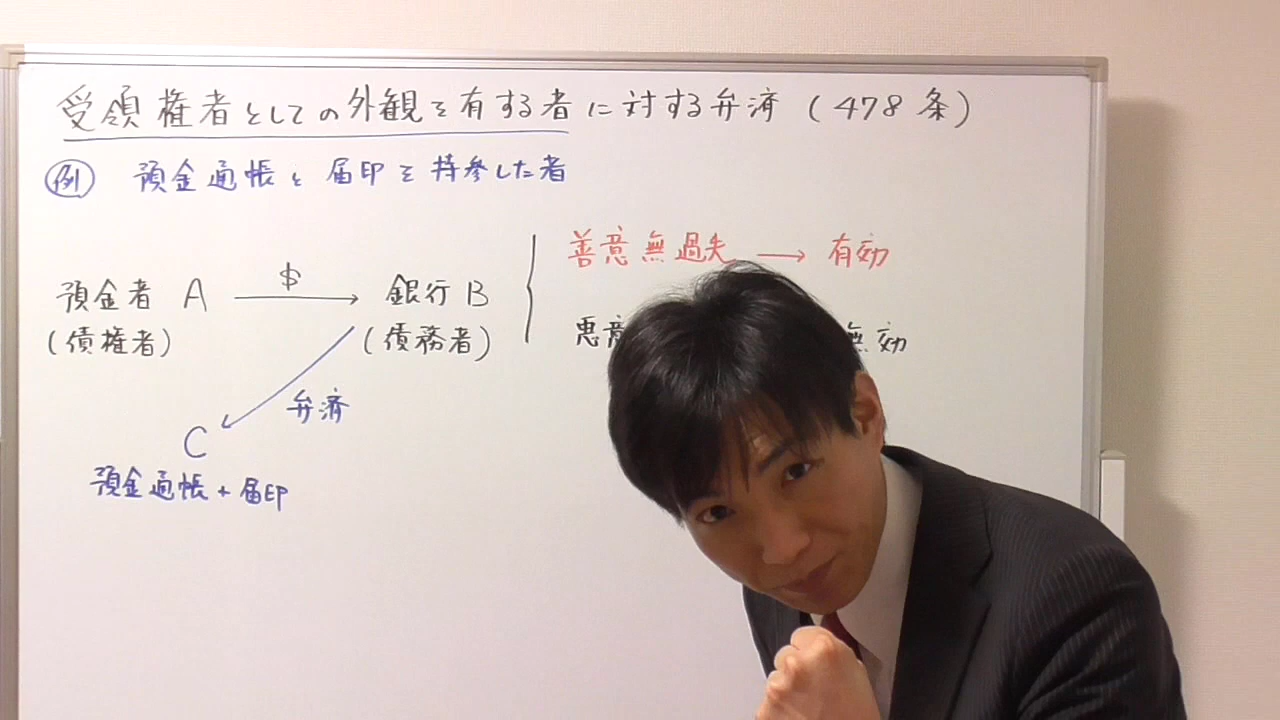 受領権者としての外観を有する者に対する弁済(478条)
例 預金通帳と届印を持参した者
善意無過失 → 有効
預金者 A → $ 銀行 B
(債権者) (債務者)
悪意 無効
弁済
C
預金通帳+届印